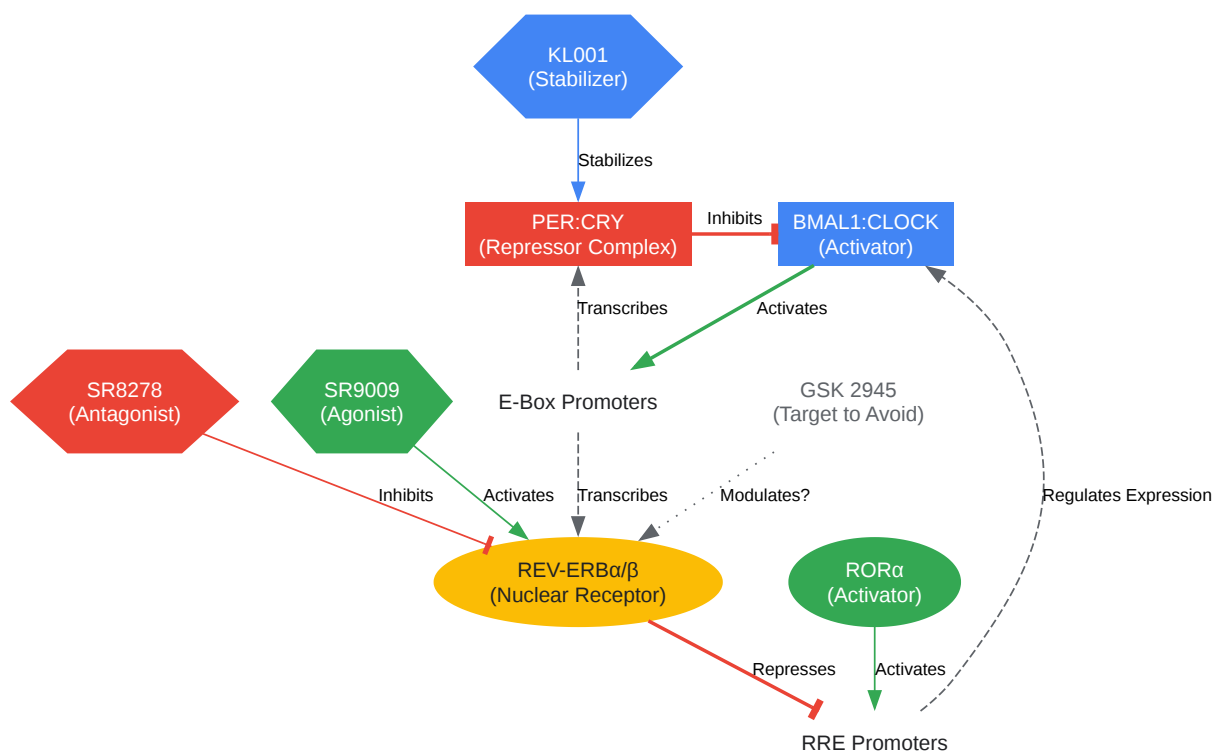 KL001
(Stabilizer)
Stabilizes
PER:CRY
(Repressor Complex)
Inhibits
BMAL1:CLOCK
(Activator)
Transcribes
Activates
SR8278
(Antagonist)
SR9009
(Agonist)
E-Box Promoters
GSK 2945
(Target to Avoid)
Inhibits
Activates
Transcribes
Modulates?
Regulates Expression
REV-ERBα/β
(Nuclear Receptor)
RORα
(Activator)
Represses
Activates
RRE Promoters